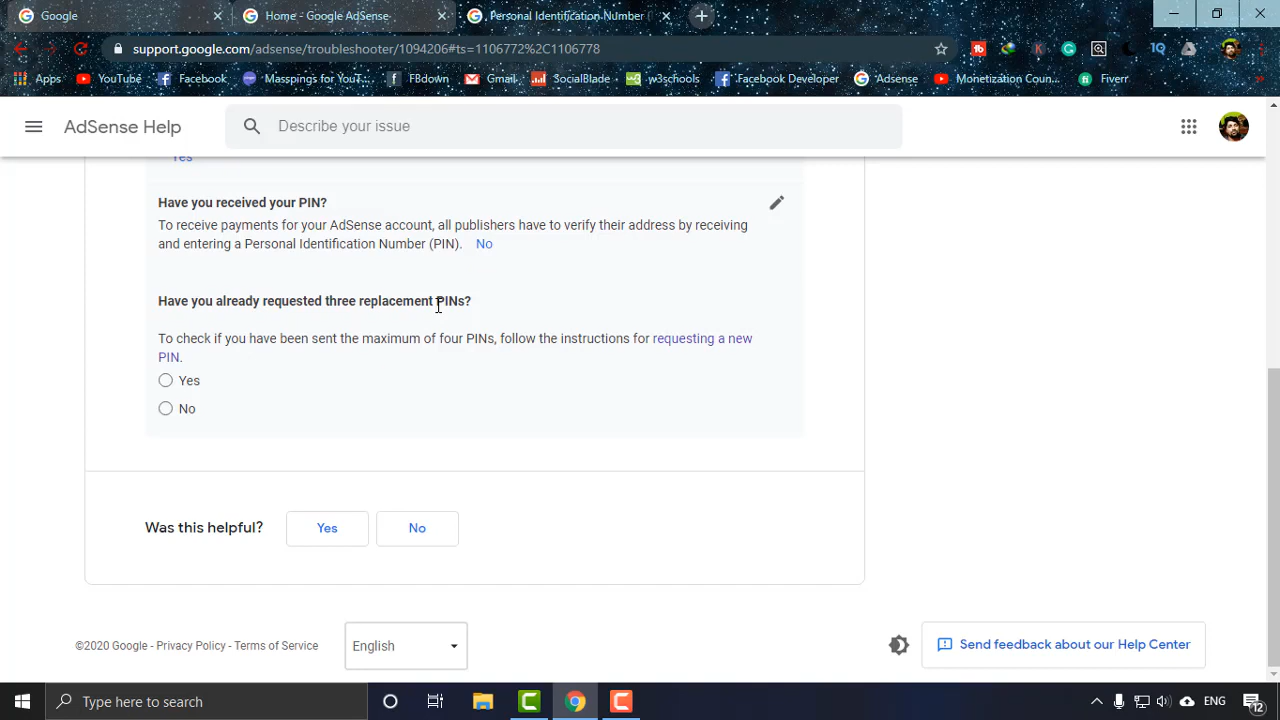 Google
Home - Google AdSense
Personal Identification Number (
support.google.com/adsense/troubleshooter/1094206#ts=1106772%2C1106778
Apps
YouTube
Facebook
Masspings for YouT...
FBdown
Gmail
SocialBlade
w3schools
Facebook Developer
Adsense
Monetization Coun...
Fiverr
AdSense Help
Describe your issue
Yes
Have you received your PIN?
To receive payments for your AdSense account, all publishers have to verify their address by receiving
and entering a Personal Identification Number (PIN). No
Have you already requested three replacement PINs?
To check if you have been sent the maximum of four PINs, follow the instructions for requesting a new
PIN.
Yes
No
Was this helpful? Yes No
©2020 Google - Privacy Policy - Terms of Service
English
Send feedback about our Help Center
Type here to search
ENG
12